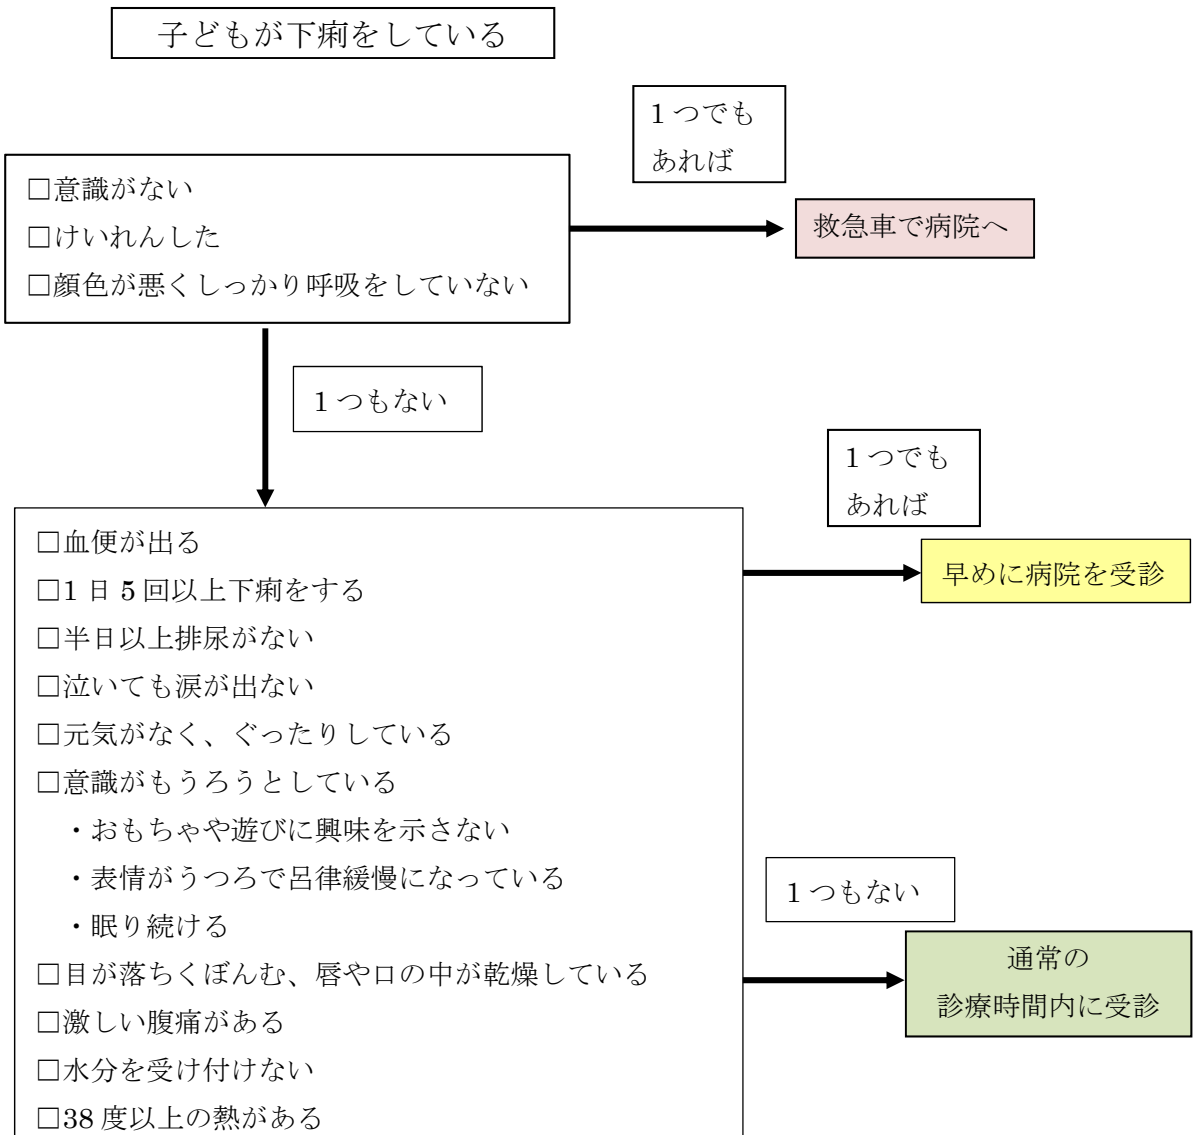 子どもが下痢をしている
1つでも
あれば
□意識がない
□けいれんした
□顔色が悪くしっかり呼吸をしていない
救急車で病院へ
1つもない
1つでも
あれば
□血便が出る
□1日5回以上下痢をする
□半日以上排尿がない
□泣いても涙が出ない
□元気がなく、ぐったりしている
□意識がもうろうとしている
・おもちゃや遊びに興味を示さない
・表情がうつろで呂律緩慢になっている
・眠り続ける
□目が落ちくぼんむ、唇や口の中が乾燥している
□激しい腹痛がある
□水分を受け付けない
□38度以上の熱がある
早めに病院を受診
1つもない
通常の
診療時間内に受診